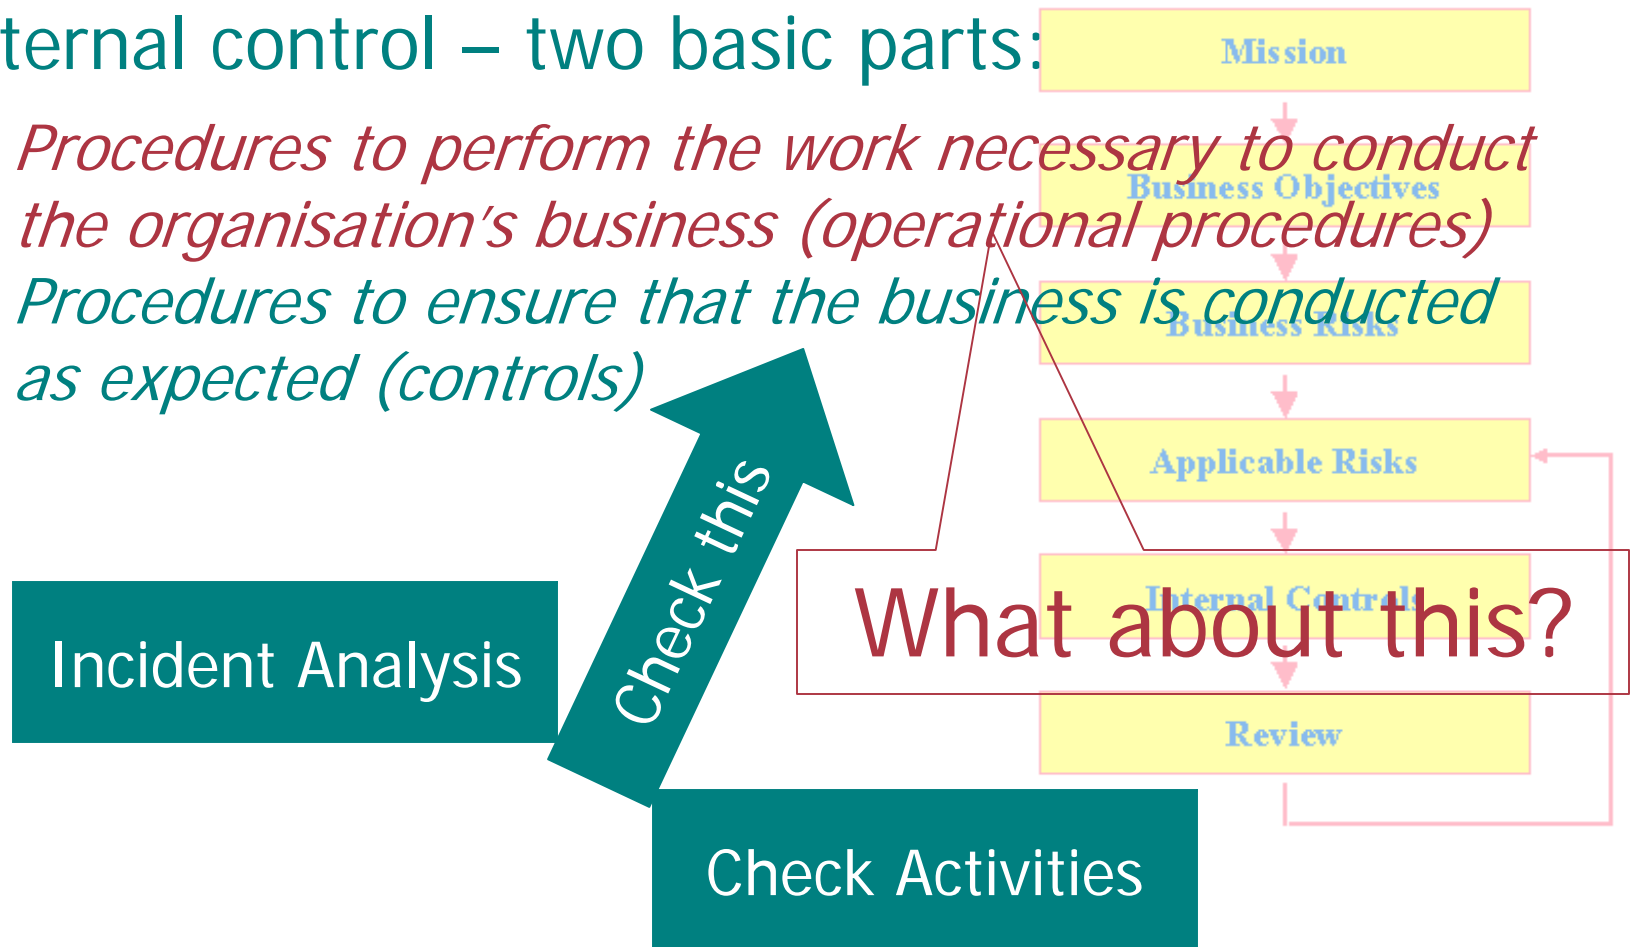 ternal control – two basic parts:
Procedures to perform the work necessary to conduct
the organisation's business (operational procedures)
Procedures to ensure that the business is conducted
as expected (controls)
Mission
Business Objectives
Business Risks
Applicable Risks
Internal Controls
Review
Check this
What about this?
Incident Analysis
Check Activities